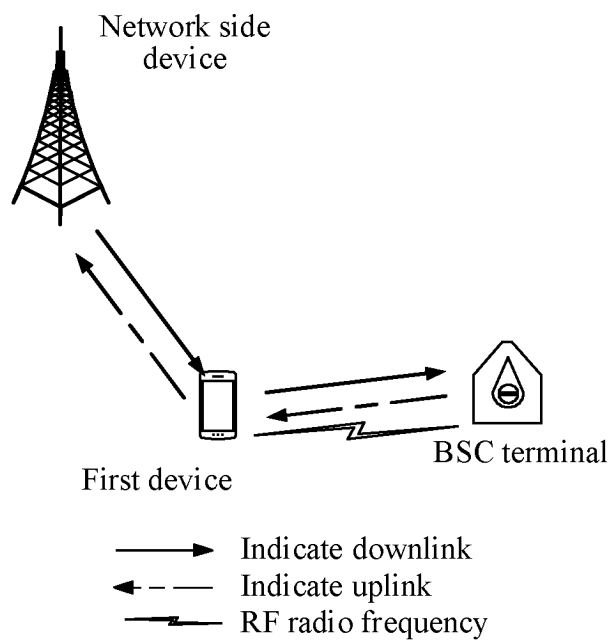 Network side
device
First device
BSC terminal
Indicate downlink
Indicate uplink
RF radio frequency